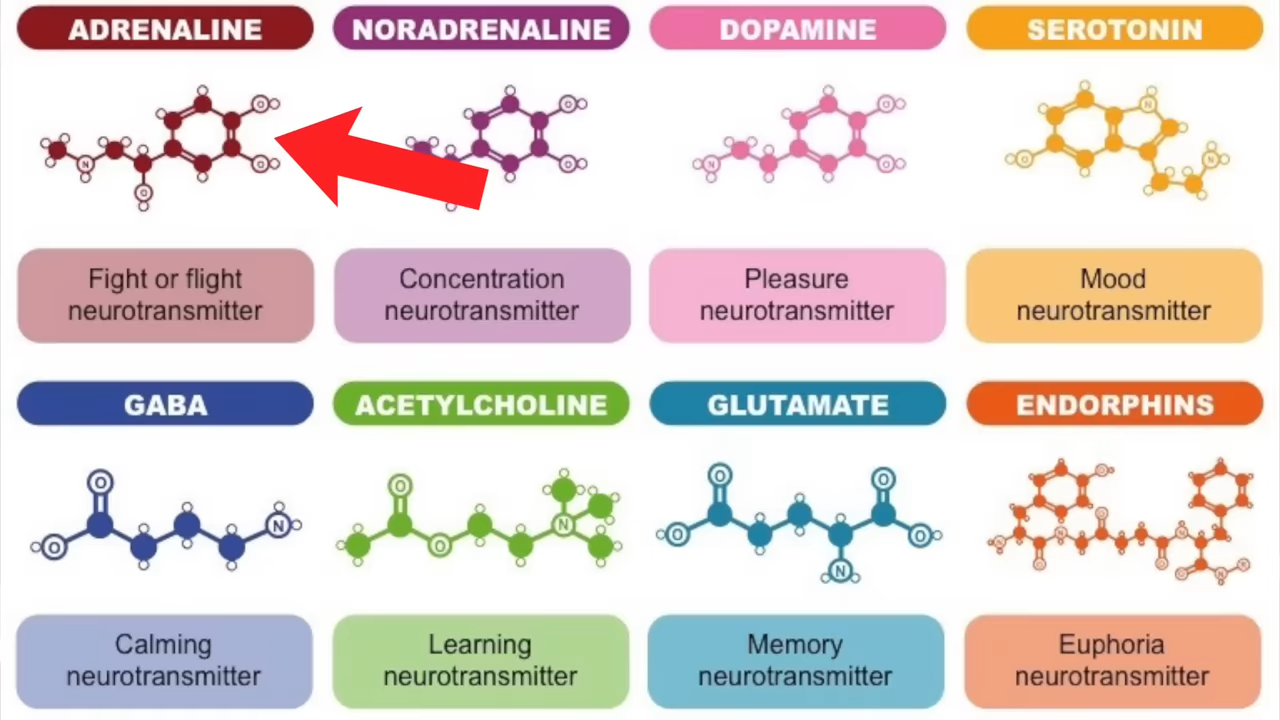 ADRENALINE
NORADRENALINE
DOPAMINE
SEROTONIN
O
O
N
O
O
O
O
O
N
N
O
N
Fight or flight
neurotransmitter
Concentration
neurotransmitter
Pleasure
neurotransmitter
Mood
neurotransmitter
GABA
ACETYLCHOLINE
GLUTAMATE
ENDORPHINS
O
O
N
O
O
N
O
O
O
O
N
Calming
neurotransmitter
Learning
neurotransmitter
Memory
neurotransmitter
Euphoria
neurotransmitter